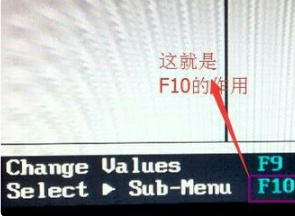 这就是
F10的作用
Change Values F9
Select ▶ Sub-Menu F10